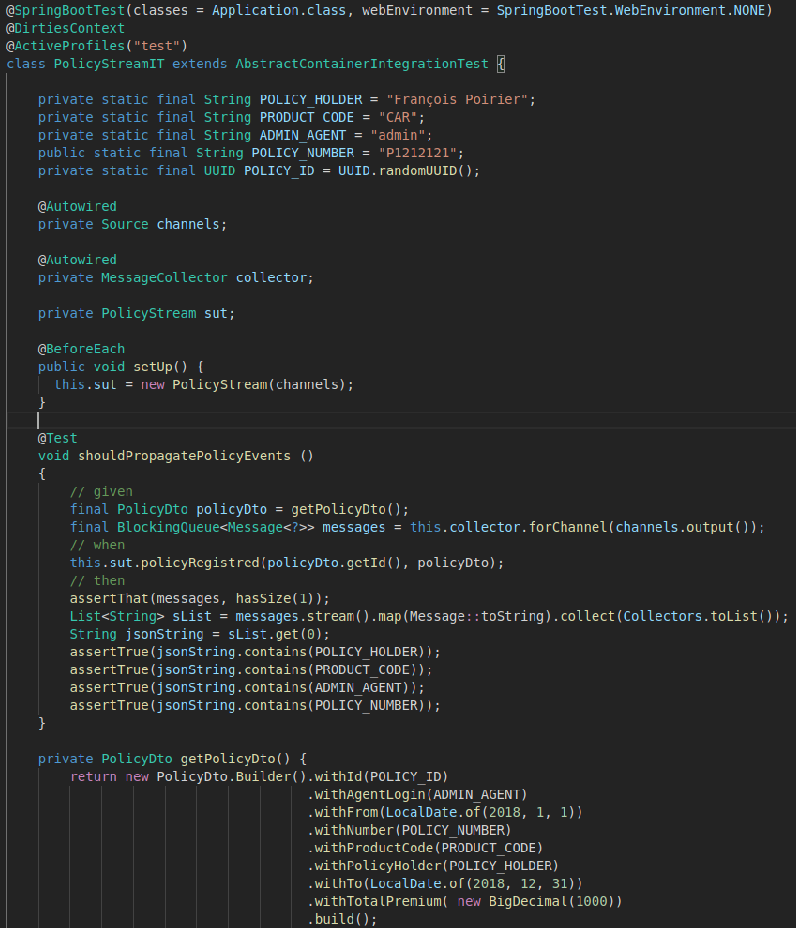 @SpringBootTest(classes = Application.class, webEnvironment = SpringBootTest.WebEnvironment.NONE)
@DirtiesContext
@ActiveProfiles("test")
class PolicyStreamIT extends AbstractContainerIntegrationTest {
private static final String POLICY_HOLDER = "François Poirier";
private static final String PRODUCT_CODE = "CAR";
private static final String ADMIN_AGENT = "admin";
public static final String POLICY_NUMBER = "P1212121";
private static final UUID POLICY_ID = UUID.randomUUID();
@Autowired
private Source channels;
@Autowired
private MessageCollector collector;
private PolicyStream sut;
@BeforeEach
public void setUp() {
this.sut = new PolicyStream(channels);
}
@Test
void shouldPropagatePolicyEvents ()
{
// given
final PolicyDto policyDto = getPolicyDto();
final BlockingQueue<Message<?>> messages = this.collector.forChannel(channels.output());
// when
this.sut.policyRegistred(policyDto.getId(), policyDto);
// then
assertThat(messages, hasSize(1));
List<String> sList = messages.stream().map(Message::toString).collect(Collectors.toList());
String jsonString = sList.get(0);
assertTrue(jsonString.contains(POLICY_HOLDER));
assertTrue(jsonString.contains(PRODUCT_CODE));
assertTrue(jsonString.contains(ADMIN_AGENT));
assertTrue(jsonString.contains(POLICY_NUMBER));
}
private PolicyDto getPolicyDto() {
return new PolicyDto.Builder().withId(POLICY_ID)
.withAgentLogin(ADMIN_AGENT)
.withFrom(LocalDate.of(2018, 1, 1))
.withNumber(POLICY_NUMBER)
.withProductCode(PRODUCT_CODE)
.withPolicyHolder(POLICY_HOLDER)
.withTo(LocalDate.of(2018, 12, 31))
.withTotalPremium( new BigDecimal(1000))
.build();